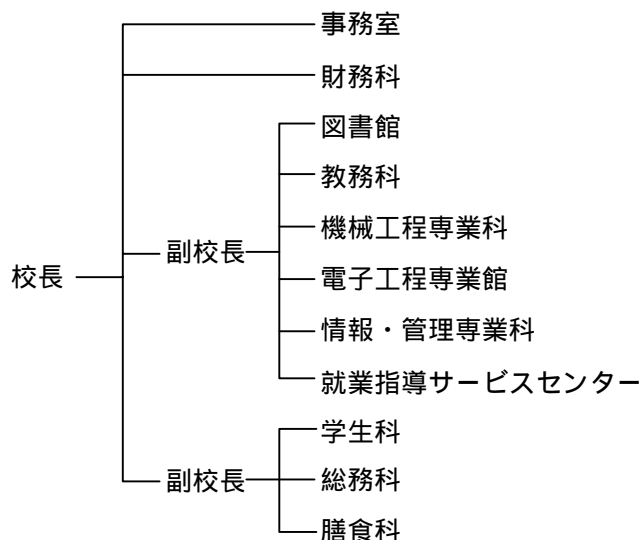 事務室
財務科
図書館
教務科
機械工程専業科
副校長
校長
電子工程専業館
情報・管理専業科
就業指導サービスセンター
学生科
副校長
総務科
膳食科